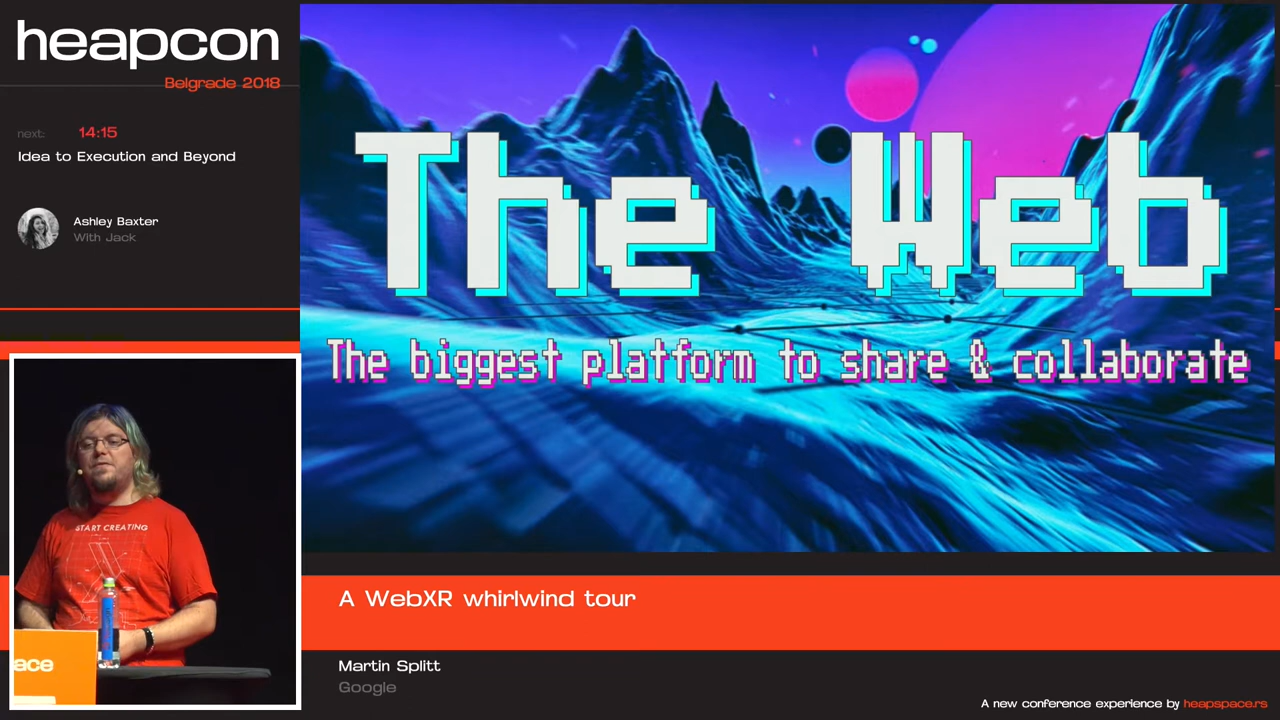 heapcon
Belgrade 2018
next: 14:15
Idea to Execution and Beyond
Ashley Baxter
With Jack
The Web
The biggest platform to share & collaborate
START CREATING
ace
A WebXR whirlwind tour
Martin Splitt
Google
A new conference experience by heapspace.rs